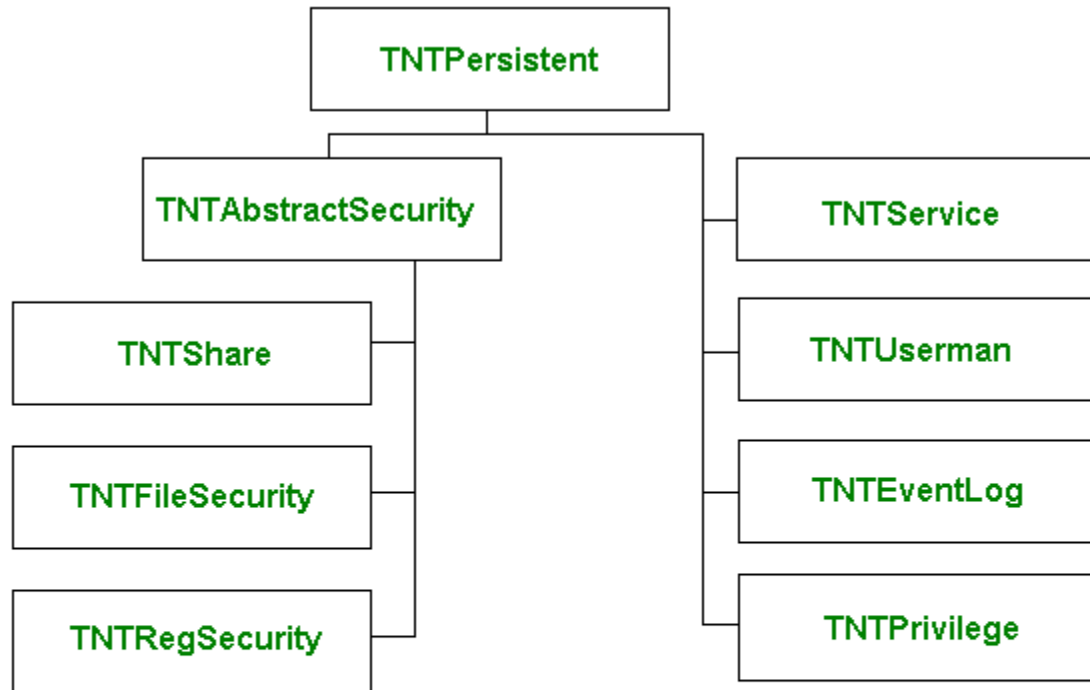 TNTPersistent
TNTAbstractSecurity
TNTService
TNTShare
TNTUserman
TNTFileSecurity
TNTEventLog
TNTRegSecurity
TNTPrivilege